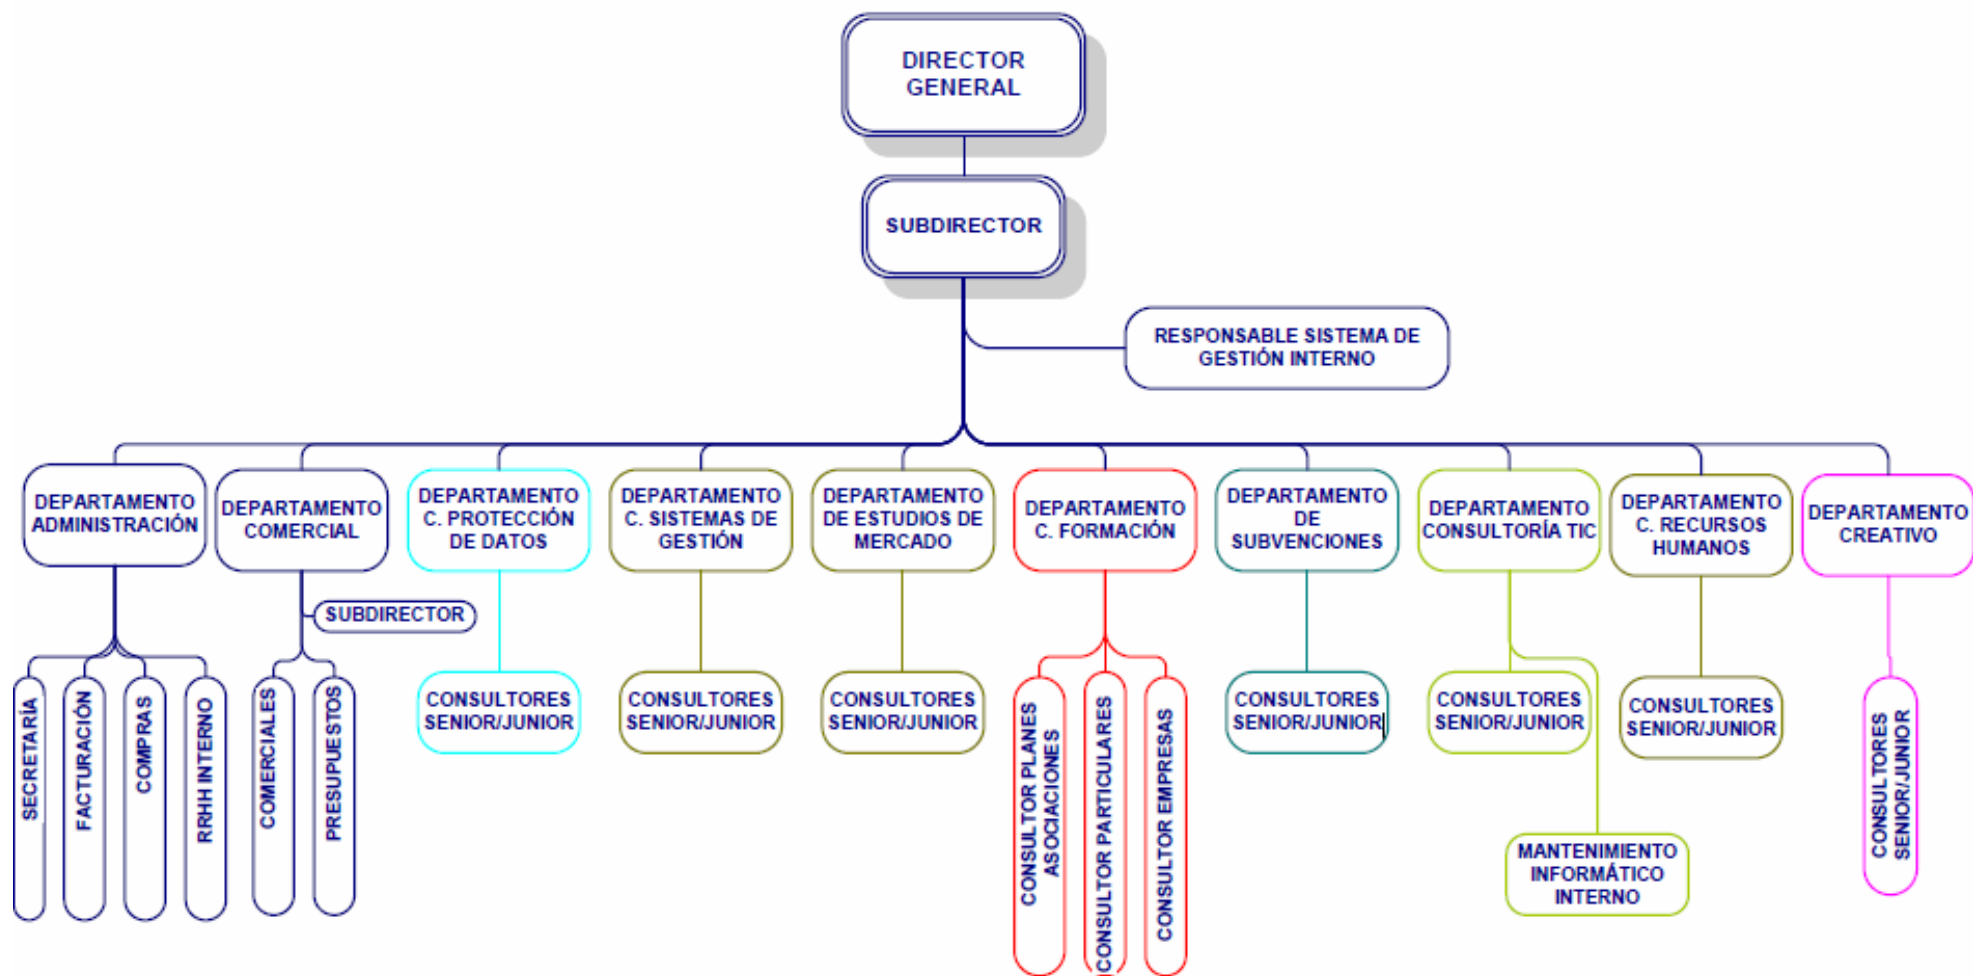 DIRECTOR
GENERAL
SUBDIRECTOR
RESPONSABLE SISTEMA DE
GESTIÓN INTERNO
DEPARTAMENTO
ADMINISTRACIÓN
DEPARTAMENTO
COMERCIAL
DEPARTAMENTO
C. PROTECCIÓN
DE DATOS
DEPARTAMENTO
C. SISTEMAS DE
GESTIÓN
DEPARTAMENTO
DE ESTUDIOS DE
MERCADO
DEPARTAMENTO
C. FORMACIÓN
DEPARTAMENTO
DE
SUBVENCIONES
DEPARTAMENTO
CONSULTORÍA TIC
DEPARTAMENTO
C. RECURSOS
HUMANOS
DEPARTAMENTO
CREATIVO
SUBDIRECTOR
SECRETARÍA
FACTURACIÓN
COMPRAS
RRHH INTERNO
COMERCIALES
PRESUPUESTOS
CONSULTORES
SENIOR/JUNIOR
CONSULTORES
SENIOR/JUNIOR
CONSULTORES
SENIOR/JUNIOR
CONSULTOR PLANES
ASOCIACIONES
CONSULTOR PARTICULARES
CONSULTOR EMPRESAS
CONSULTORES
SENIOR/JUNIOR
CONSULTORES
SENIOR/JUNIOR
MANTENIMIENTO
INFORMÁTICO
INTERNO
CONSULTORES
SENIOR/JUNIOR
CONSULTORES
SENIOR/JUNIOR